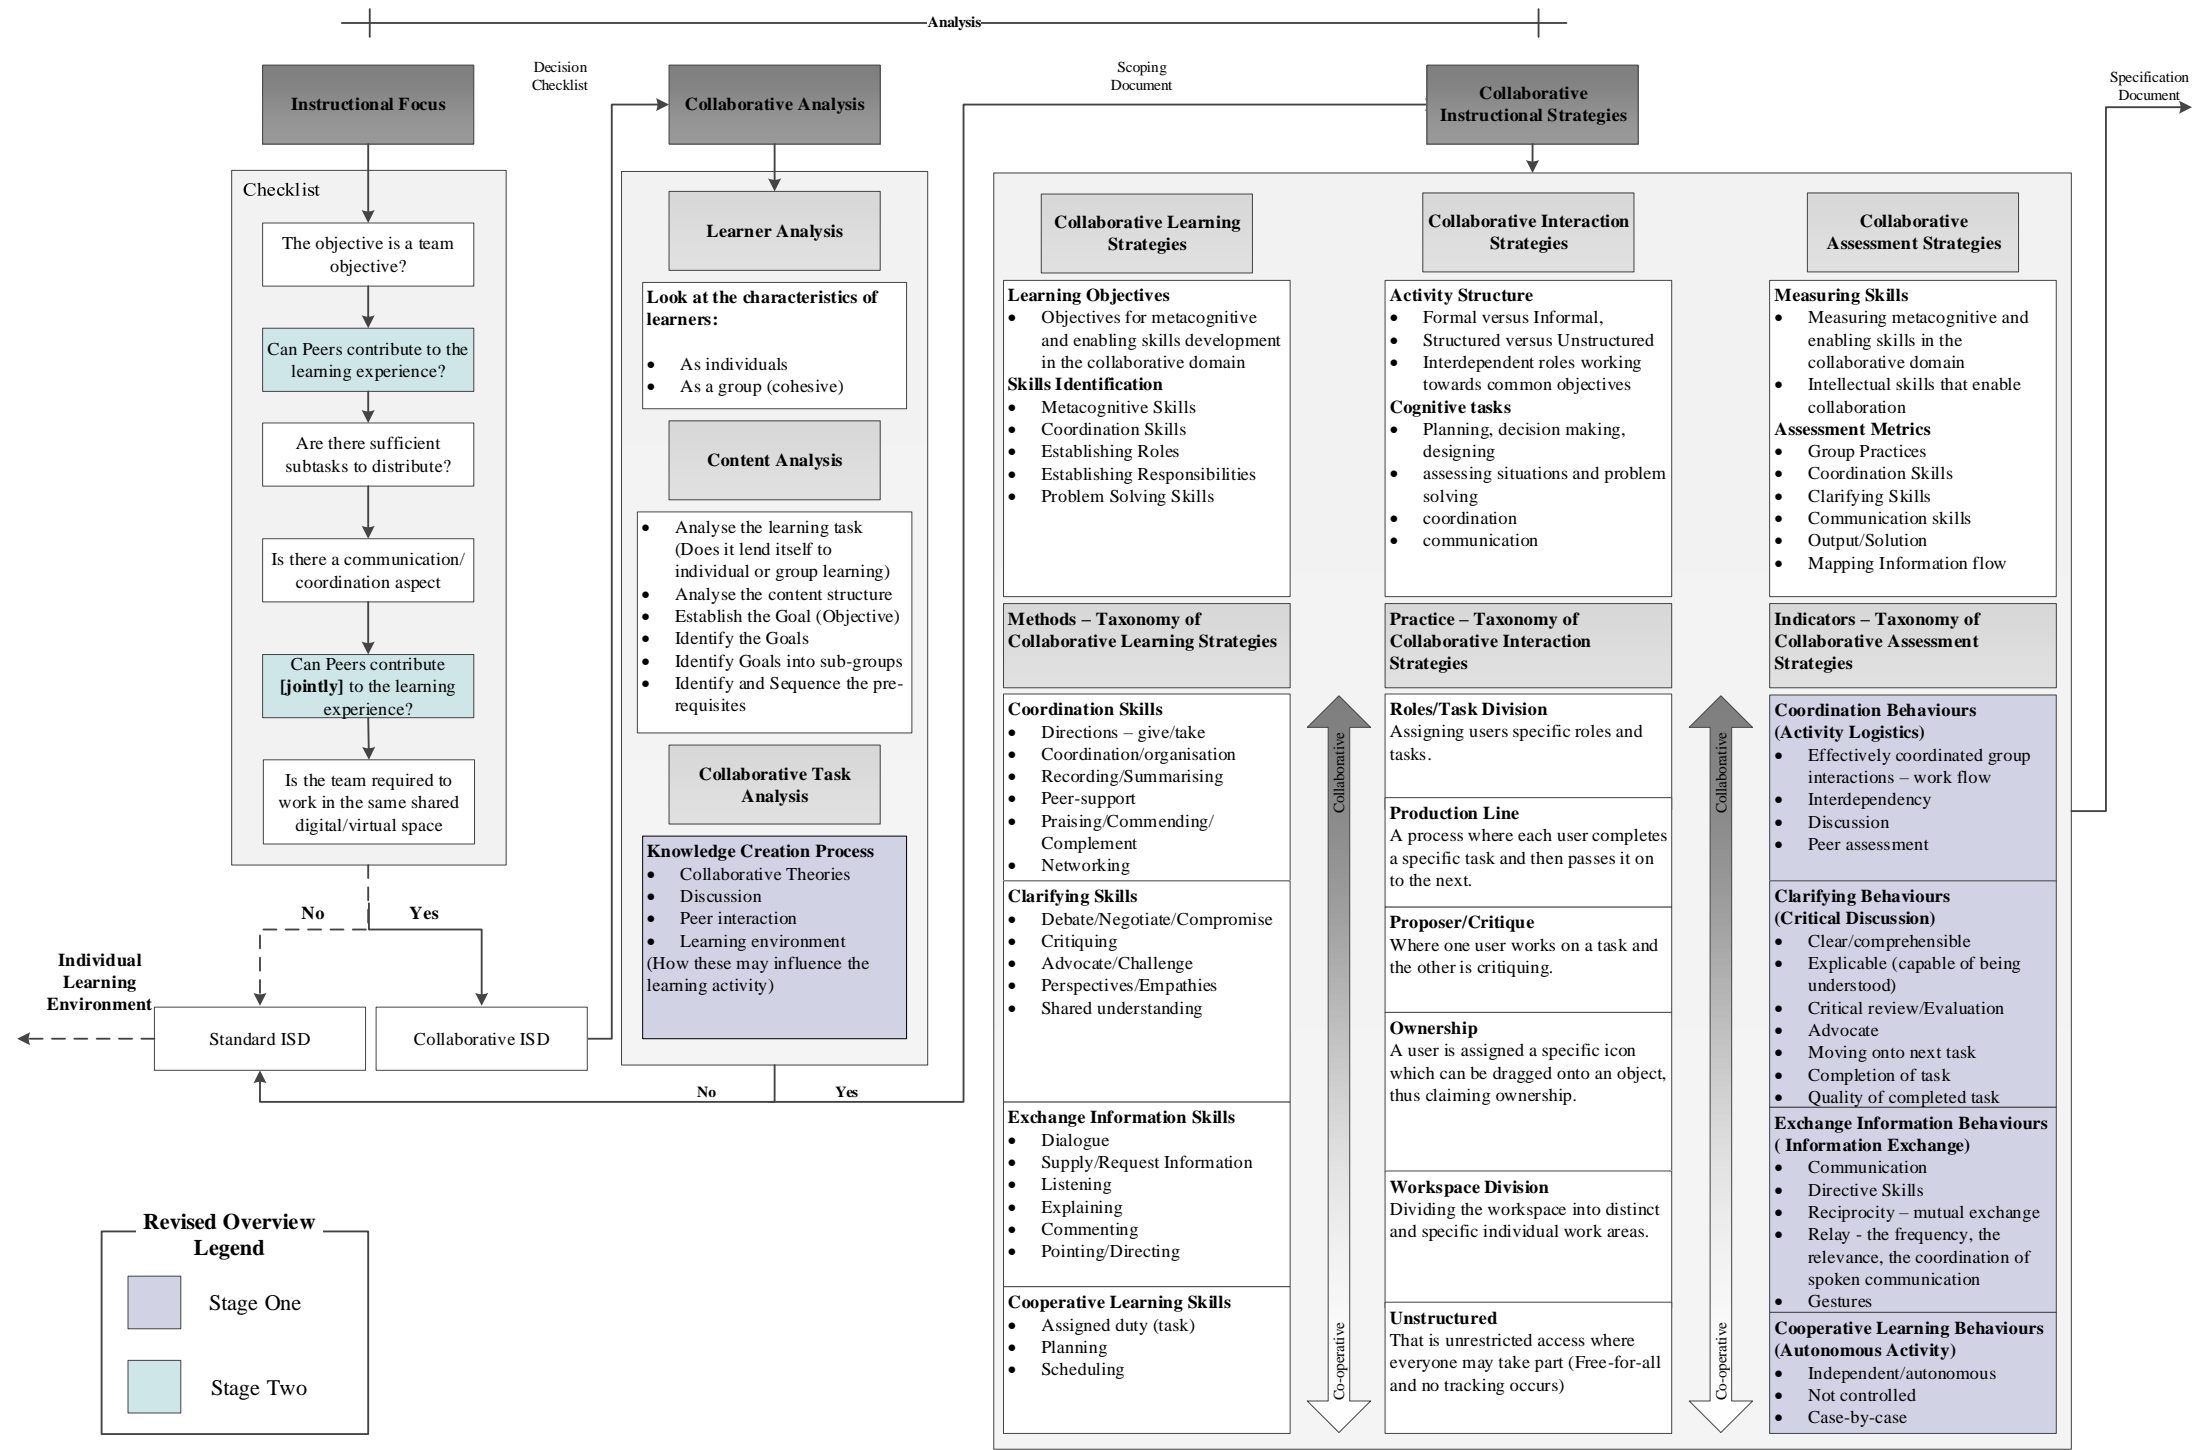 Analysis
Decision
Checklist
Scoping
Document
Specification
Document
Instructional Focus
Collaborative Analysis
Collaborative
Instructional Strategies
Checklist
The objective is a team
objective?
Can Peers contribute to the
learning experience?
Are there sufficient
subtasks to distribute?
Is there a communication/
coordination aspect
Can Peers contribute
[jointly] to the learning
experience?
Is the team required to
work in the same shared
digital/virtual space
No
Yes
Individual
Learning
Environment
Standard ISD
Collaborative ISD
Learner Analysis
Look at the characteristics of
learners:
• As individuals
• As a group (cohesive)
Content Analysis
• Analyse the learning task
(Does it lend itself to
individual or group learning)
• Analyse the content structure
• Establish the Goal (Objective)
• Identify the Goals
• Identify Goals into sub-groups
• Identify and Sequence the pre-
requisites
Collaborative Task
Analysis
Knowledge Creation Process
• Collaborative Theories
• Discussion
• Peer interaction
• Learning environment
(How these may influence the
learning activity)
No
Yes
Collaborative Learning
Strategies
Learning Objectives
• Objectives for metacognitive
and enabling skills development
in the collaborative domain
Skills Identification
• Metacognitive Skills
• Coordination Skills
• Establishing Roles
• Establishing Responsibilities
• Problem Solving Skills
Methods – Taxonomy of
Collaborative Learning Strategies
Coordination Skills
• Directions – give/take
• Coordination/organisation
• Recording/Summarising
• Peer-support
• Praising/Commending/
Complement
• Networking
Clarifying Skills
• Debate/Negotiate/Compromise
• Critiquing
• Advocate/Challenge
• Perspectives/Empathies
• Shared understanding
Exchange Information Skills
• Dialogue
• Supply/Request Information
• Listening
• Explaining
• Commenting
• Pointing/Directing
Cooperative Learning Skills
• Assigned duty (task)
• Planning
• Scheduling
Collaborative
Co-operative
Collaborative Interaction
Strategies
Activity Structure
• Formal versus Informal,
• Structured versus Unstructured
• Interdependent roles working
towards common objectives
Cognitive tasks
• Planning, decision making,
designing
• assessing situations and problem
solving
• coordination
• communication
Practice – Taxonomy of
Collaborative Interaction
Strategies
Roles/Task Division
Assigning users specific roles and
tasks.
Production Line
A process where each user completes
a specific task and then passes it on
to the next.
Proposer/Critique
Where one user works on a task and
the other is critiquing.
Ownership
A user is assigned a specific icon
which can be dragged onto an object,
thus claiming ownership.
Workspace Division
Dividing the workspace into distinct
and specific individual work areas.
Unstructured
That is unrestricted access where
everyone may take part (Free-for-all
and no tracking occurs)
Collaborative
Co-operative
Collaborative
Assessment Strategies
Measuring Skills
• Measuring metacognitive and
enabling skills in the
collaborative domain
• Intellectual skills that enable
collaboration
Assessment Metrics
• Group Practices
• Coordination Skills
• Clarifying Skills
• Communication skills
• Output/Solution
• Mapping Information flow
Indicators – Taxonomy of
Collaborative Assessment
Strategies
Coordination Behaviours
(Activity Logistics)
• Effectively coordinated group
interactions – work flow
• Interdependency
• Discussion
• Peer assessment
Clarifying Behaviours
(Critical Discussion)
• Clear/comprehensible
• Explicable (capable of being
understood)
• Critical review/Evaluation
• Advocate
• Moving onto next task
• Completion of task
• Quality of completed task
Exchange Information Behaviours
( Information Exchange)
• Communication
• Directive Skills
• Reciprocity – mutual exchange
• Relay - the frequency, the
relevance, the coordination of
spoken communication
• Gestures
Cooperative Learning Behaviours
(Autonomous Activity)
• Independent/autonomous
• Not controlled
• Case-by-case
Revised Overview
Legend
Stage One
Stage Two